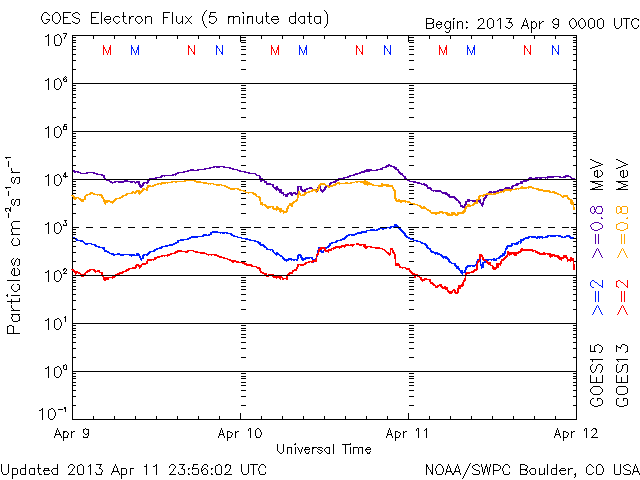 GOES Electron Flux (5 minute data)
Begin: 2013 Apr 9 0000 UTC
M M N N M M N N M M N N
10⁷
10⁶
10⁵
10⁴
10³
10²
10¹
10⁰
10⁻¹
Particles cm⁻²s⁻¹sr⁻¹
Apr 9 Apr 10 Apr 11 Apr 12
Universal Time
GOES15 >=2 >=0.8 MeV
GOES13 >=2 >=0.8 MeV
Updated 2013 Apr 11 23:56:02 UTC
NOAA/SWPC Boulder, CO USA